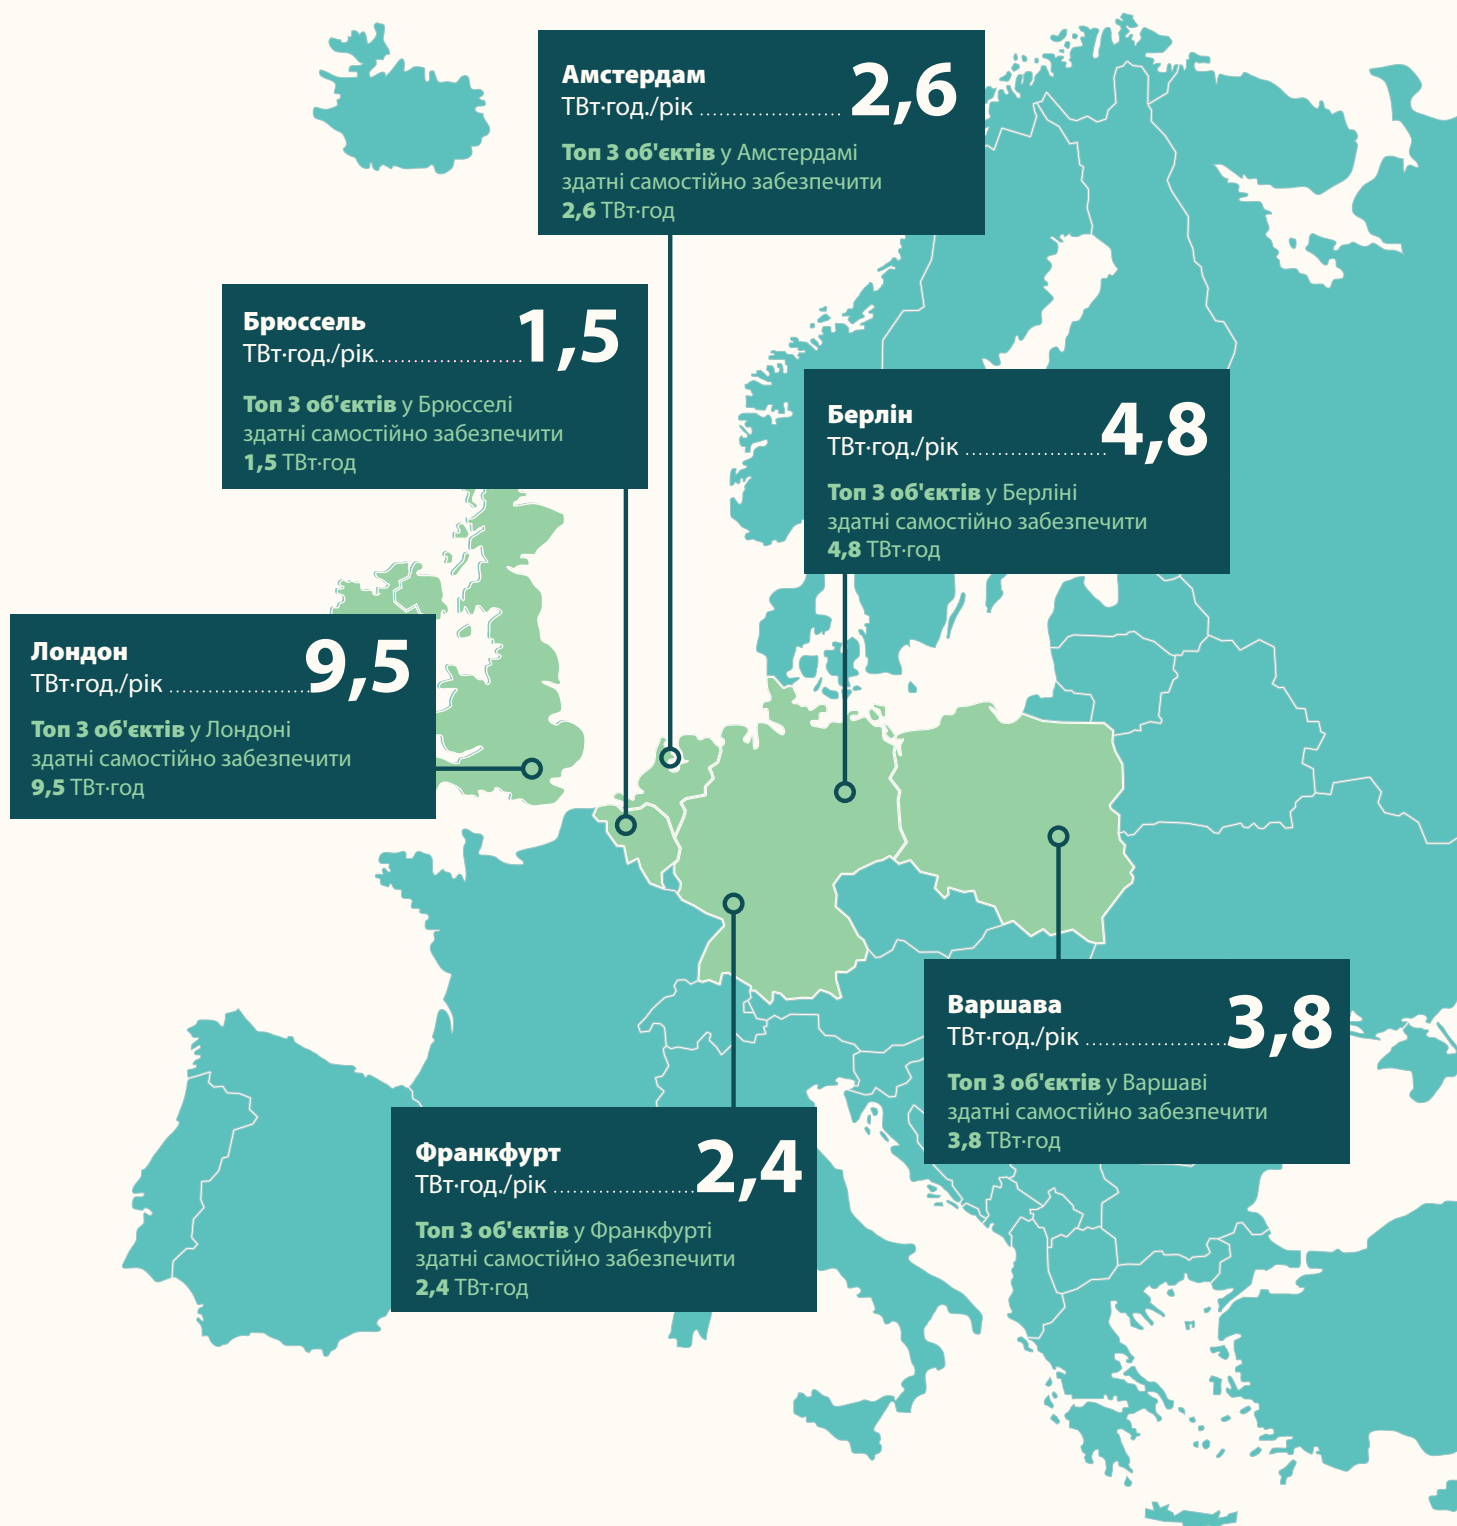 Амстердам
ТВт·год./рік ...................... 2,6
Топ 3 об'єктів у Амстердамі
здатні самостійно забезпечити
2,6 ТВт·год
Брюссель
ТВт·год./рік ...................... 1,5
Топ 3 об'єктів у Брюсселі
здатні самостійно забезпечити
1,5 ТВт·год
Берлін
ТВт·год./рік ...................... 4,8
Топ 3 об'єктів у Берліні
здатні самостійно забезпечити
4,8 ТВт·год
Лондон
ТВт·год./рік ...................... 9,5
Топ 3 об'єктів у Лондоні
здатні самостійно забезпечити
9,5 ТВт·год
Варшава
ТВт·год./рік ...................... 3,8
Топ 3 об'єктів у Варшаві
здатні самостійно забезпечити
3,8 ТВт·год
Франкфурт
ТВт·год./рік ...................... 2,4
Топ 3 об'єктів у Франкфурті
здатні самостійно забезпечити
2,4 ТВт·год